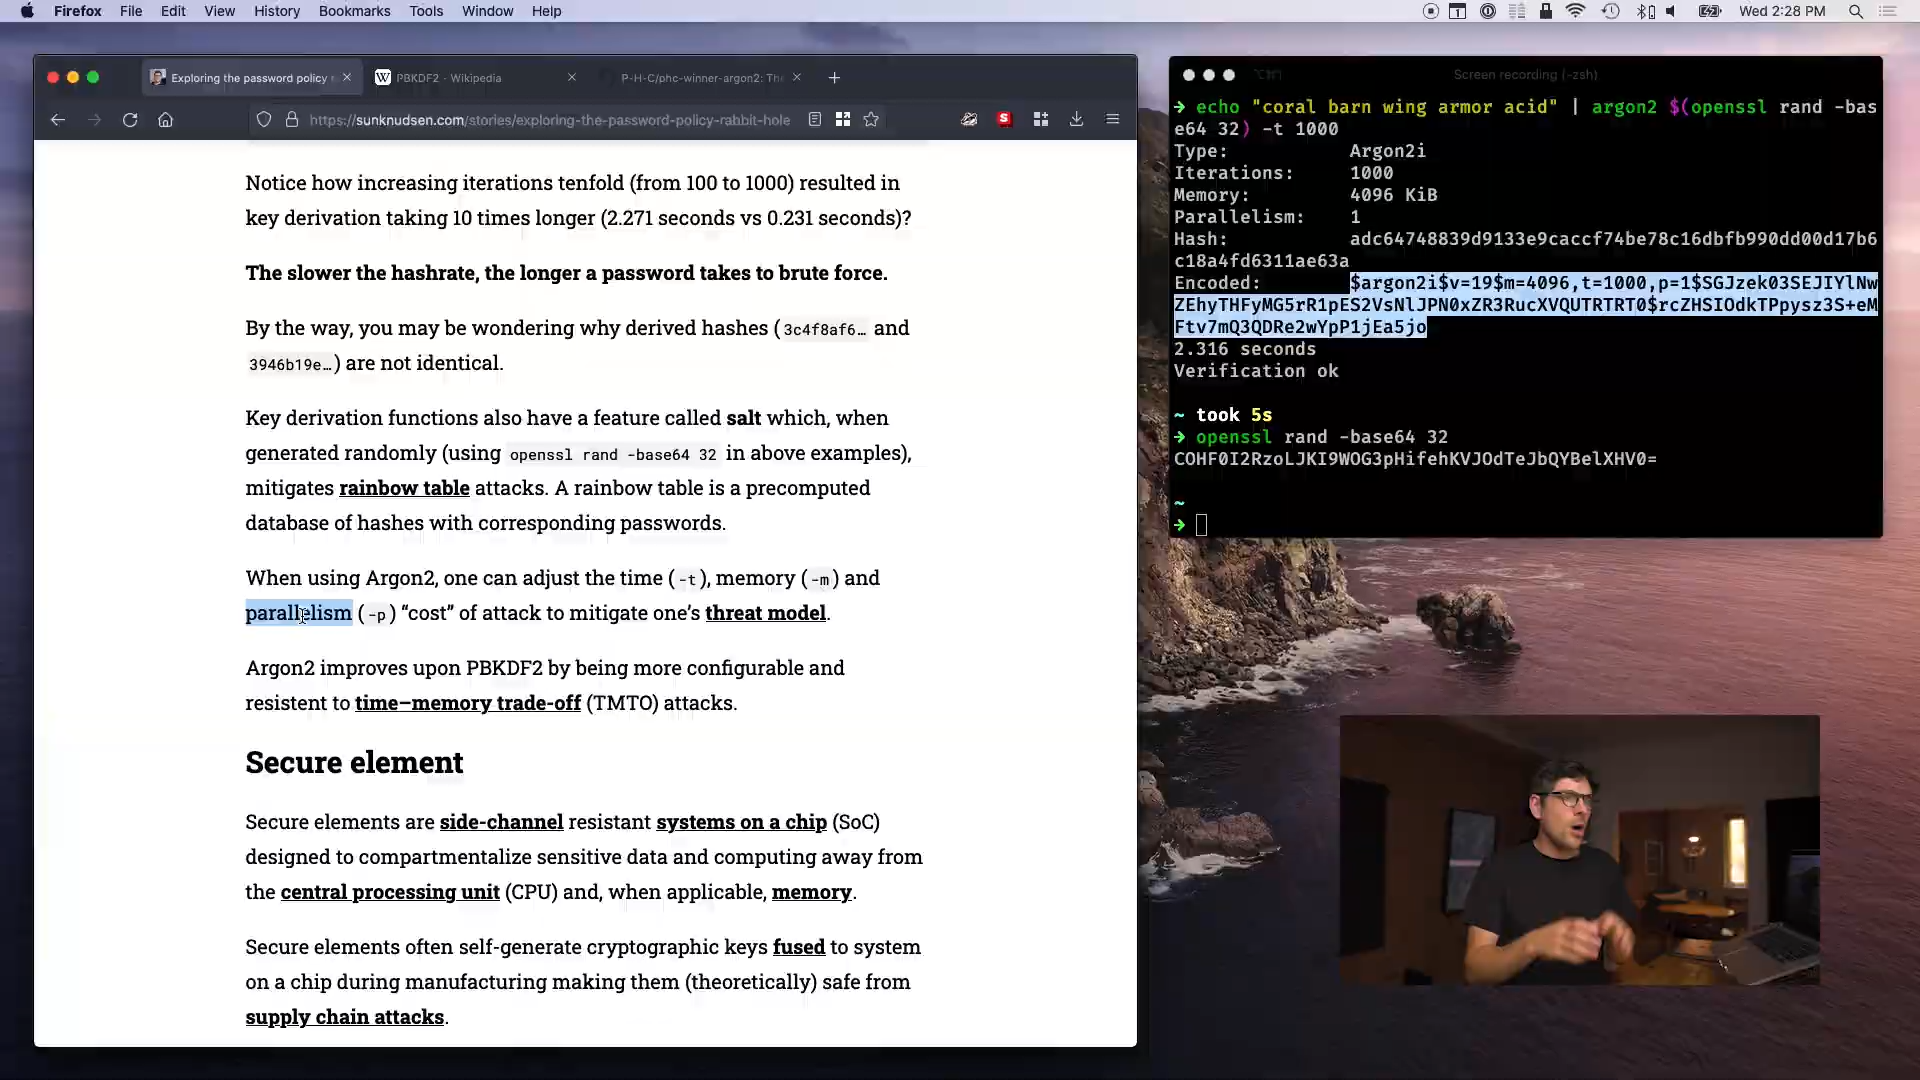 Firefox File Edit View History Bookmarks Tools Window Help
Wed 2:28 PM
Exploring the password policy
PBKDF2 - Wikipedia
P-H-C/phc-winner-argon2: The
https://sunknudsen.com/stories/exploring-the-password-policy-rabbit-hole
Notice how increasing iterations tenfold (from 100 to 1000) resulted in
key derivation taking 10 times longer (2.271 seconds vs 0.231 seconds)?
The slower the hashrate, the longer a password takes to brute force.
By the way, you may be wondering why derived hashes (3c4f8af6… and
3946b19e…) are not identical.
Key derivation functions also have a feature called salt which, when
generated randomly (using openssl rand -base64 32 in above examples),
mitigates rainbow table attacks. A rainbow table is a precomputed
database of hashes with corresponding passwords.
When using Argon2, one can adjust the time (-t), memory (-m) and
parallelism (-p) “cost” of attack to mitigate one’s threat model.
Argon2 improves upon PBKDF2 by being more configurable and
resistent to time–memory trade-off (TMTO) attacks.
Secure element
Secure elements are side-channel resistant systems on a chip (SoC)
designed to compartmentalize sensitive data and computing away from
the central processing unit (CPU) and, when applicable, memory.
Secure elements often self-generate cryptographic keys fused to system
on a chip during manufacturing making them (theoretically) safe from
supply chain attacks.
Screen recording (-zsh)
→ echo "coral barn wing armor acid" | argon2 $(openssl rand -bas
e64 32) -t 1000
Type: Argon2i
Iterations: 1000
Memory: 4096 KiB
Parallelism: 1
Hash: adc64748839d9133e9caccf74be78c16dbfb990dd00d17b6
c18a4fd6311ae63a
Encoded: $argon2i$v=19$m=4096,t=1000,p=1$SGJzek03SEJIYlNw
ZEhyTHFyMG5rR1pES2VsNlJPN0xZR3RucXVQUTRTRT0$rcZHSIOdkTPpysz3S+eM
Ftv7mQ3QDRe2wYpP1jEa5jo
2.316 seconds
Verification ok
~ took 5s
→ openssl rand -base64 32
COHF0I2RzoLJKI9WOG3pHifehKVJOdTeJbQYBelXHV0=
~
→